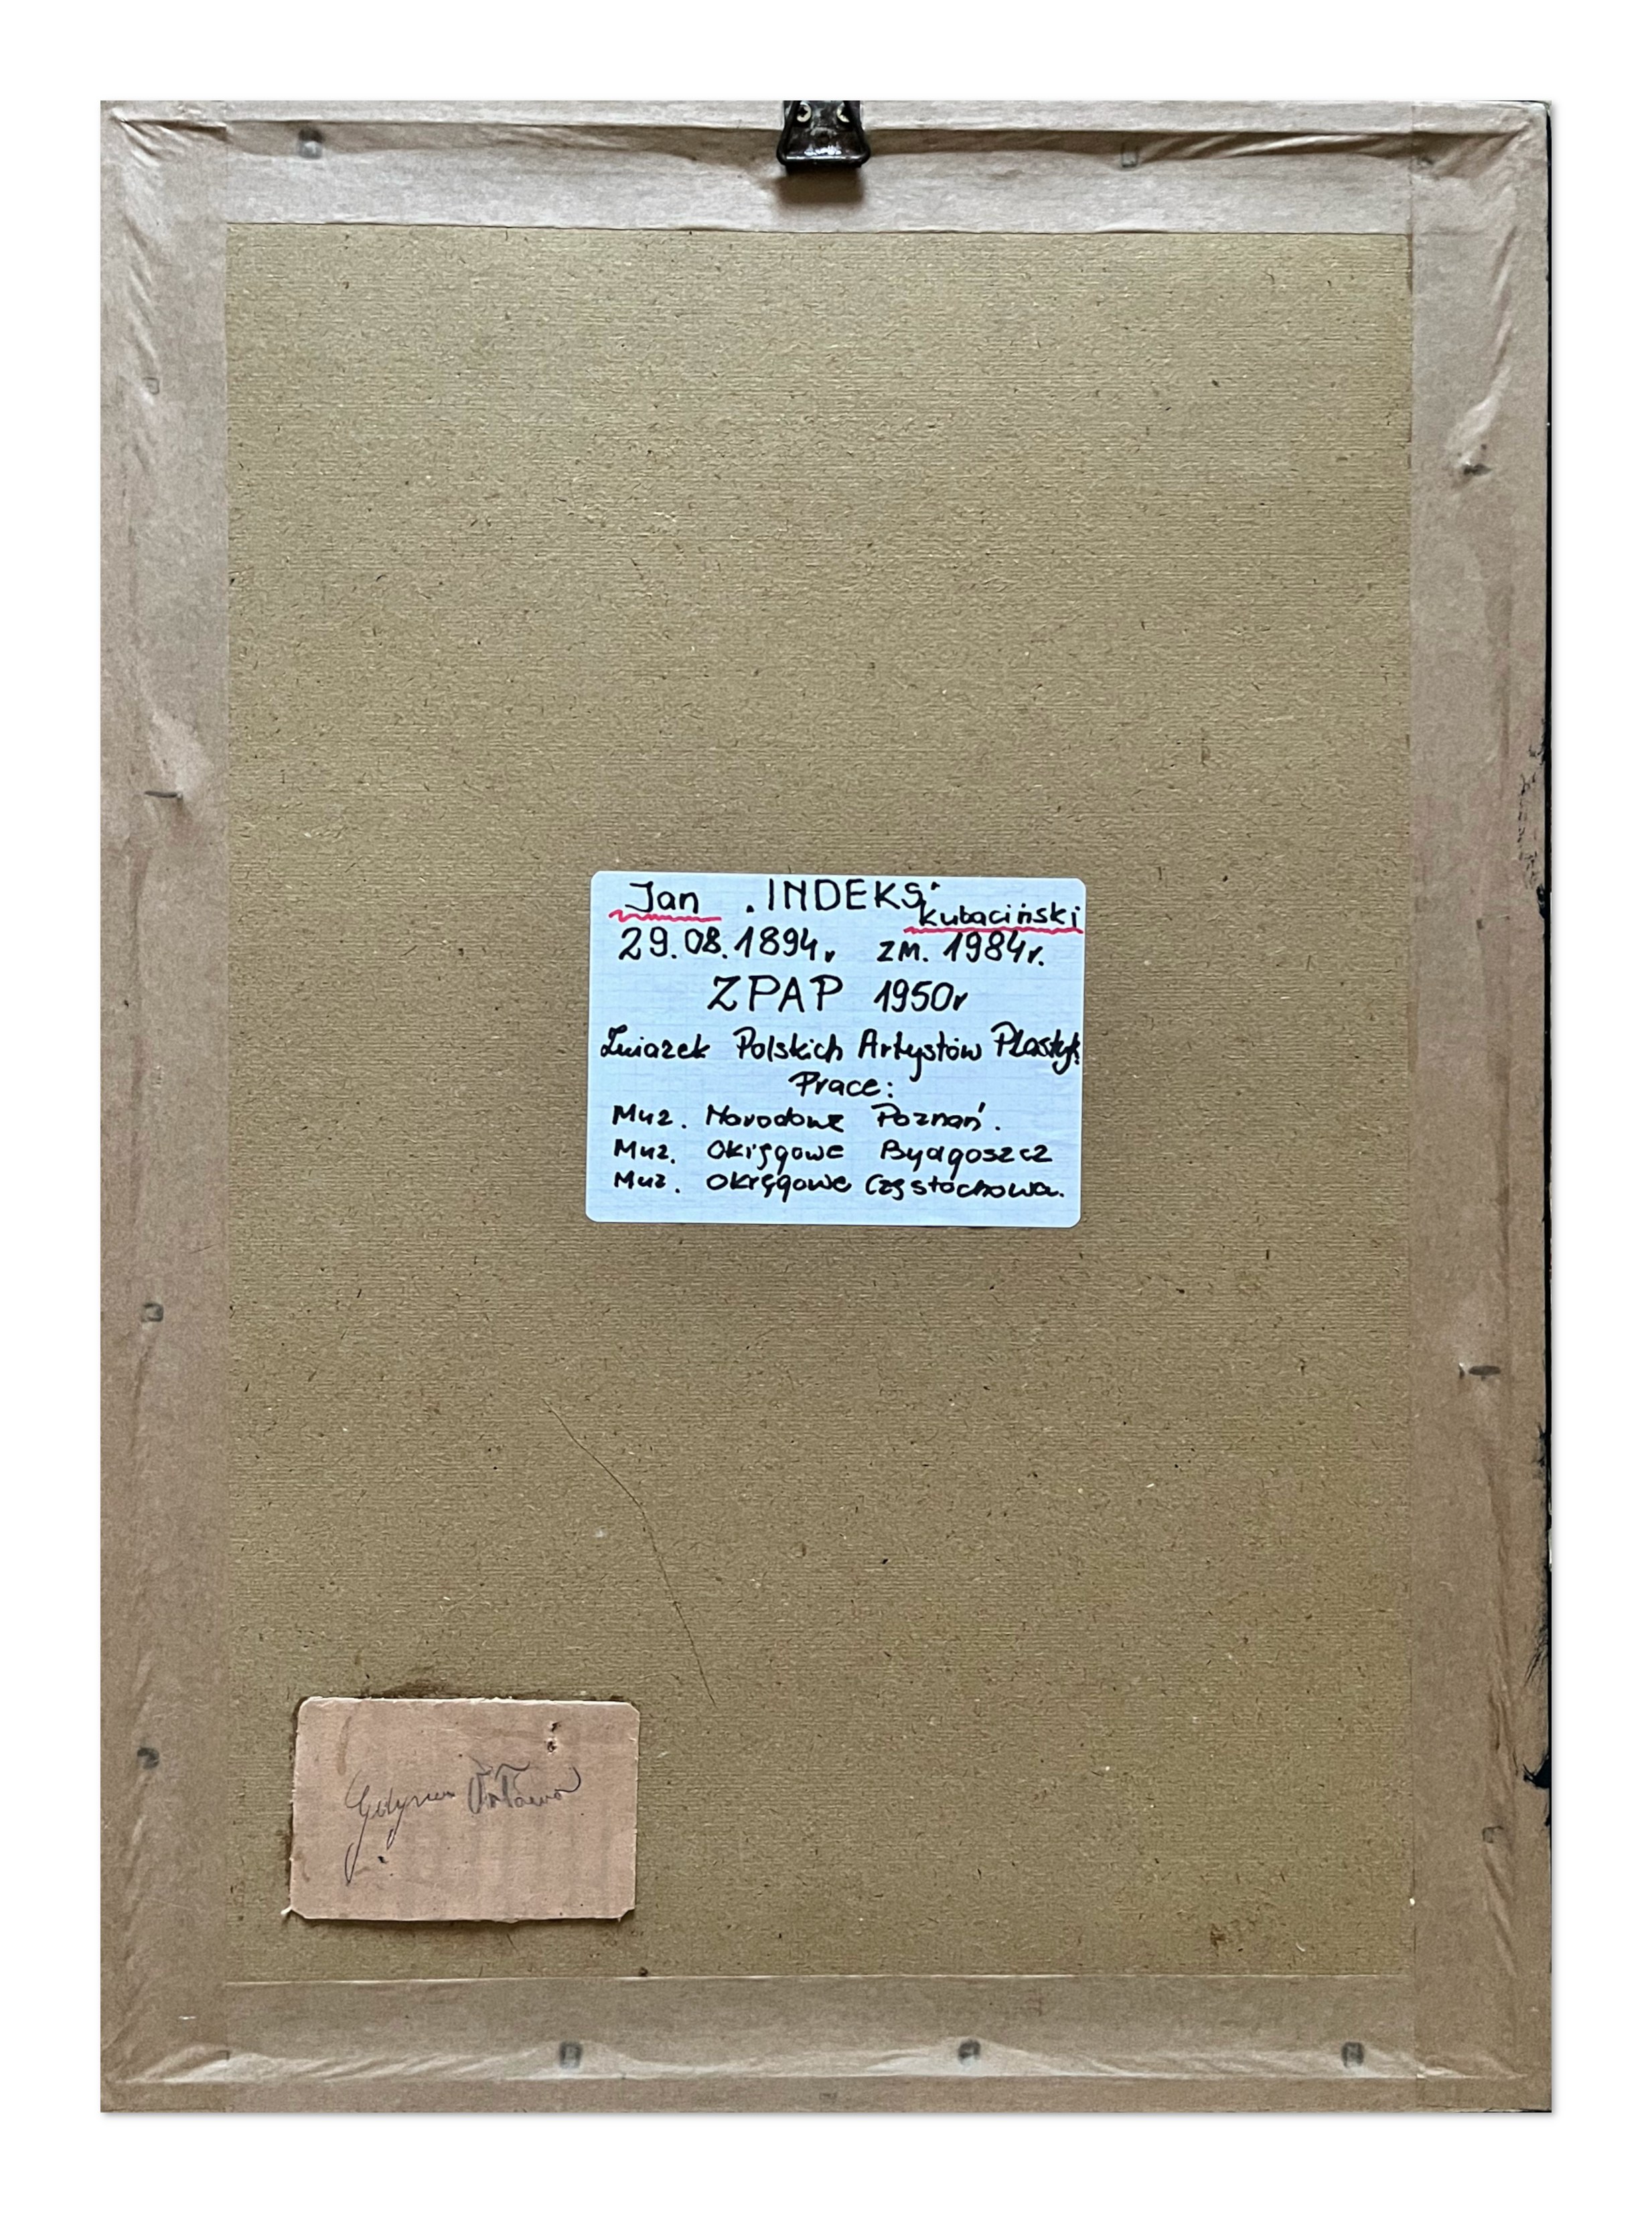 Jan „INDEKS" Kubaciński
29.08.1894r zm. 1984r.
ZPAP 1950r
Związek Polskich Artystów Plastyk
Prace:
Muz. Narodowe Poznań.
Muz. Okręgowe Bydgoszcz
Muz. Okręgowe Częstochowa.
Gdynia